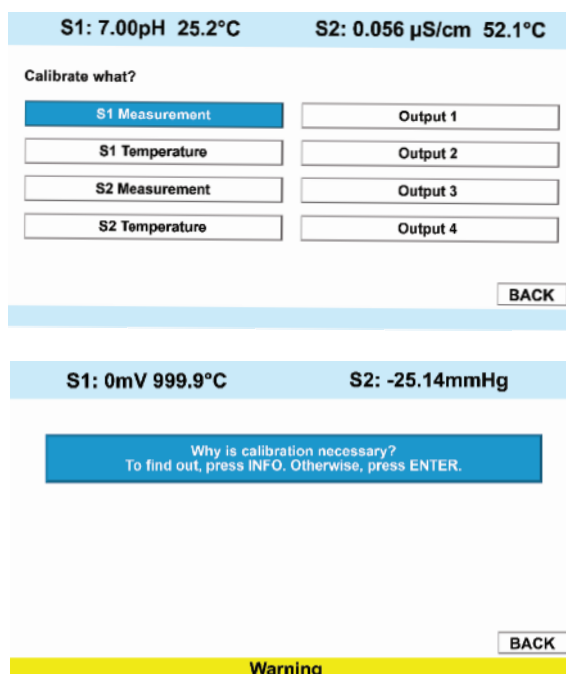 S1: 7.00pH 25.2°C S2: 0.056 µS/cm 52.1°C
Calibrate what?
S1 Measurement Output 1
S1 Temperature Output 2
S2 Measurement Output 3
S2 Temperature Output 4
BACK
S1: 0mV 999.9°C S2: -25.14mmHg
Why is calibration necessary?
To find out, press INFO. Otherwise, press ENTER.
BACK
Warning